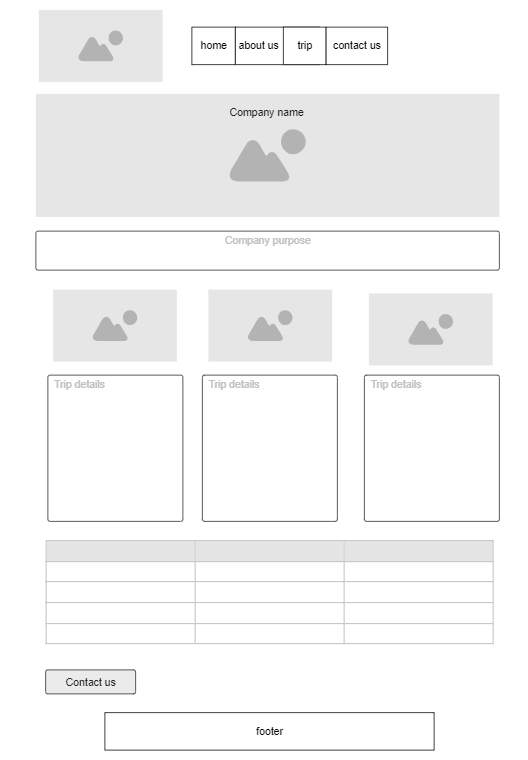 home about us trip contact us
Company name
Company purpose
Trip details Trip details Trip details
Contact us
footer